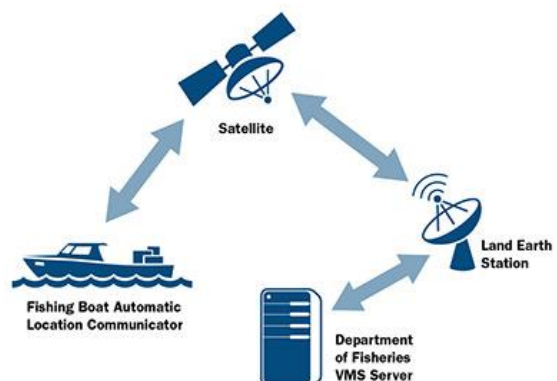 Satellite
Land Earth
Station
Fishing Boat Automatic
Location Communicator
Department
of Fisheries
VMS Server